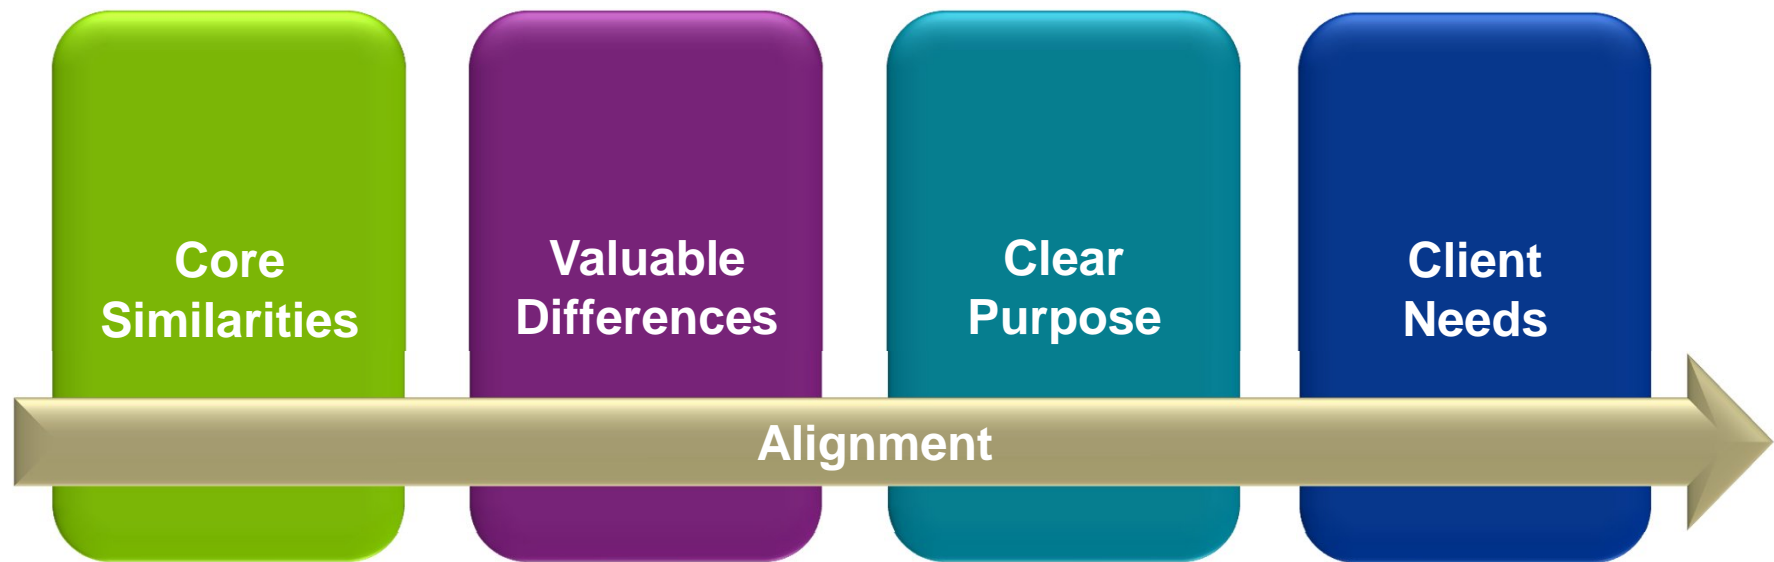 Core
Similarities
Valuable
Differences
Clear
Purpose
Client
Needs
Alignment